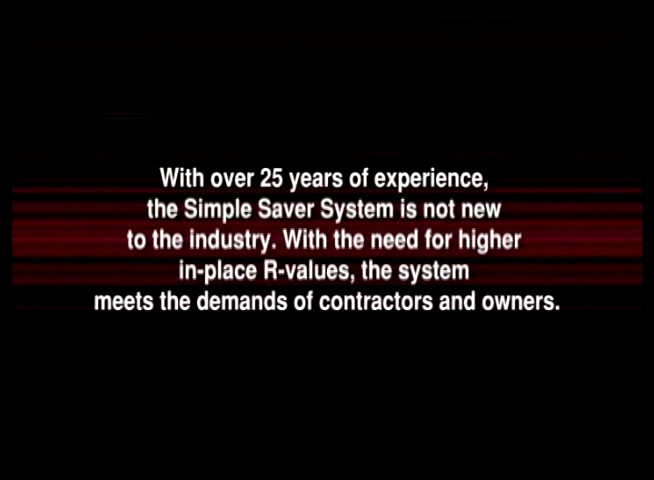 With over 25 years of experience,
the Simple Saver System is not new
to the industry. With the need for higher
in-place R-values, the system
meets the demands of contractors and owners.